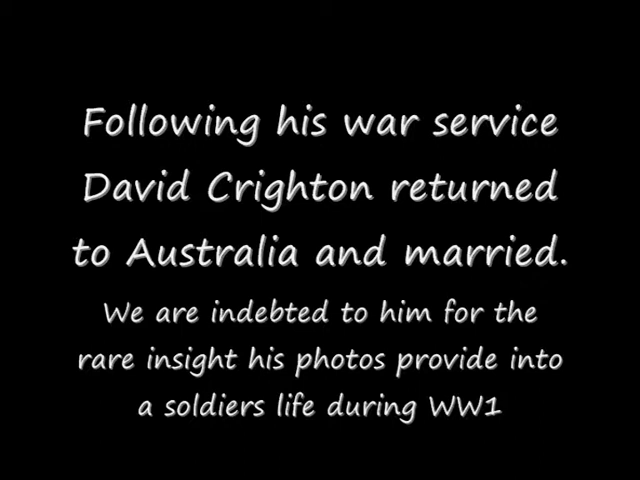 Following his war service
David Crighton returned
to Australia and married.
We are indebted to him for the
rare insight his photos provide into
a soldiers life during WW1